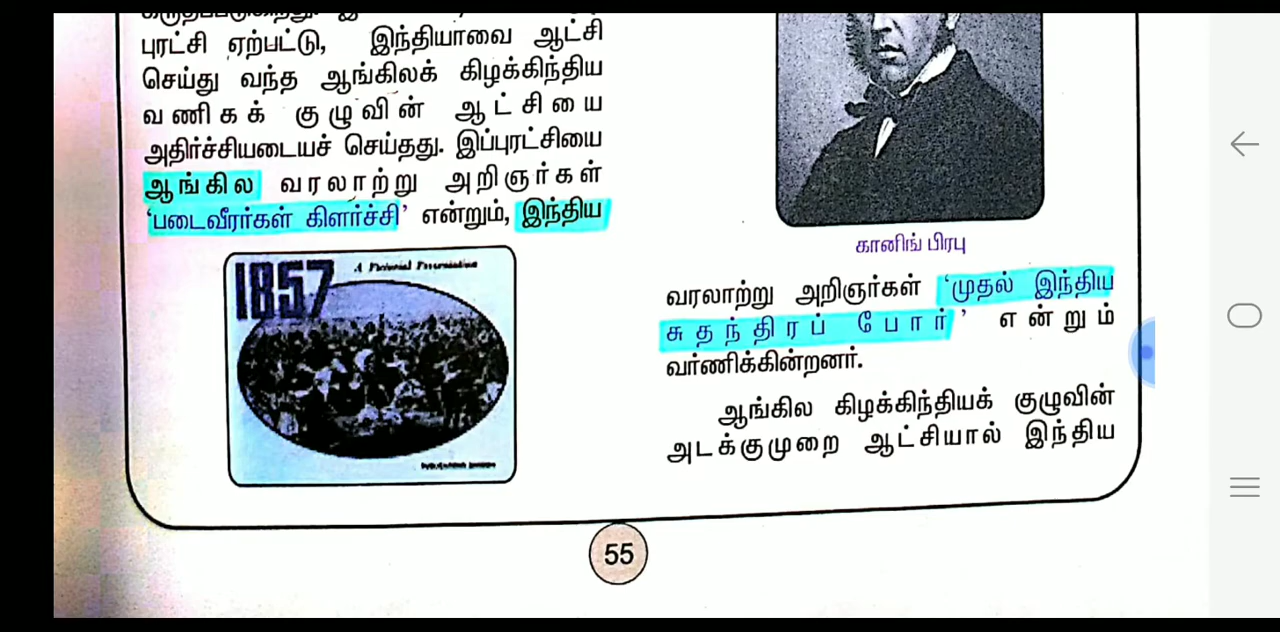 புரட்சி ஏற்பட்டு, இந்தியாவை ஆட்சி
செய்து வந்த ஆங்கிலக் கிழக்கிந்திய
வணிகக் குழுவின் ஆட்சியை
அதிர்ச்சியடையச் செய்தது. இப்புரட்சியை
ஆங்கில வரலாற்று அறிஞர்கள்
‘படைவீரர்கள் கிளர்ச்சி’ என்றும், இந்திய
1857 A Pictorial Presentation
கானிங் பிரபு
வரலாற்று அறிஞர்கள் ‘முதல் இந்திய
சுதந்திரப் போர்’ என்றும்
வர்ணிக்கின்றனர்.
ஆங்கில கிழக்கிந்தியக் குழுவின்
அடக்குமுறை ஆட்சியால் இந்திய
55